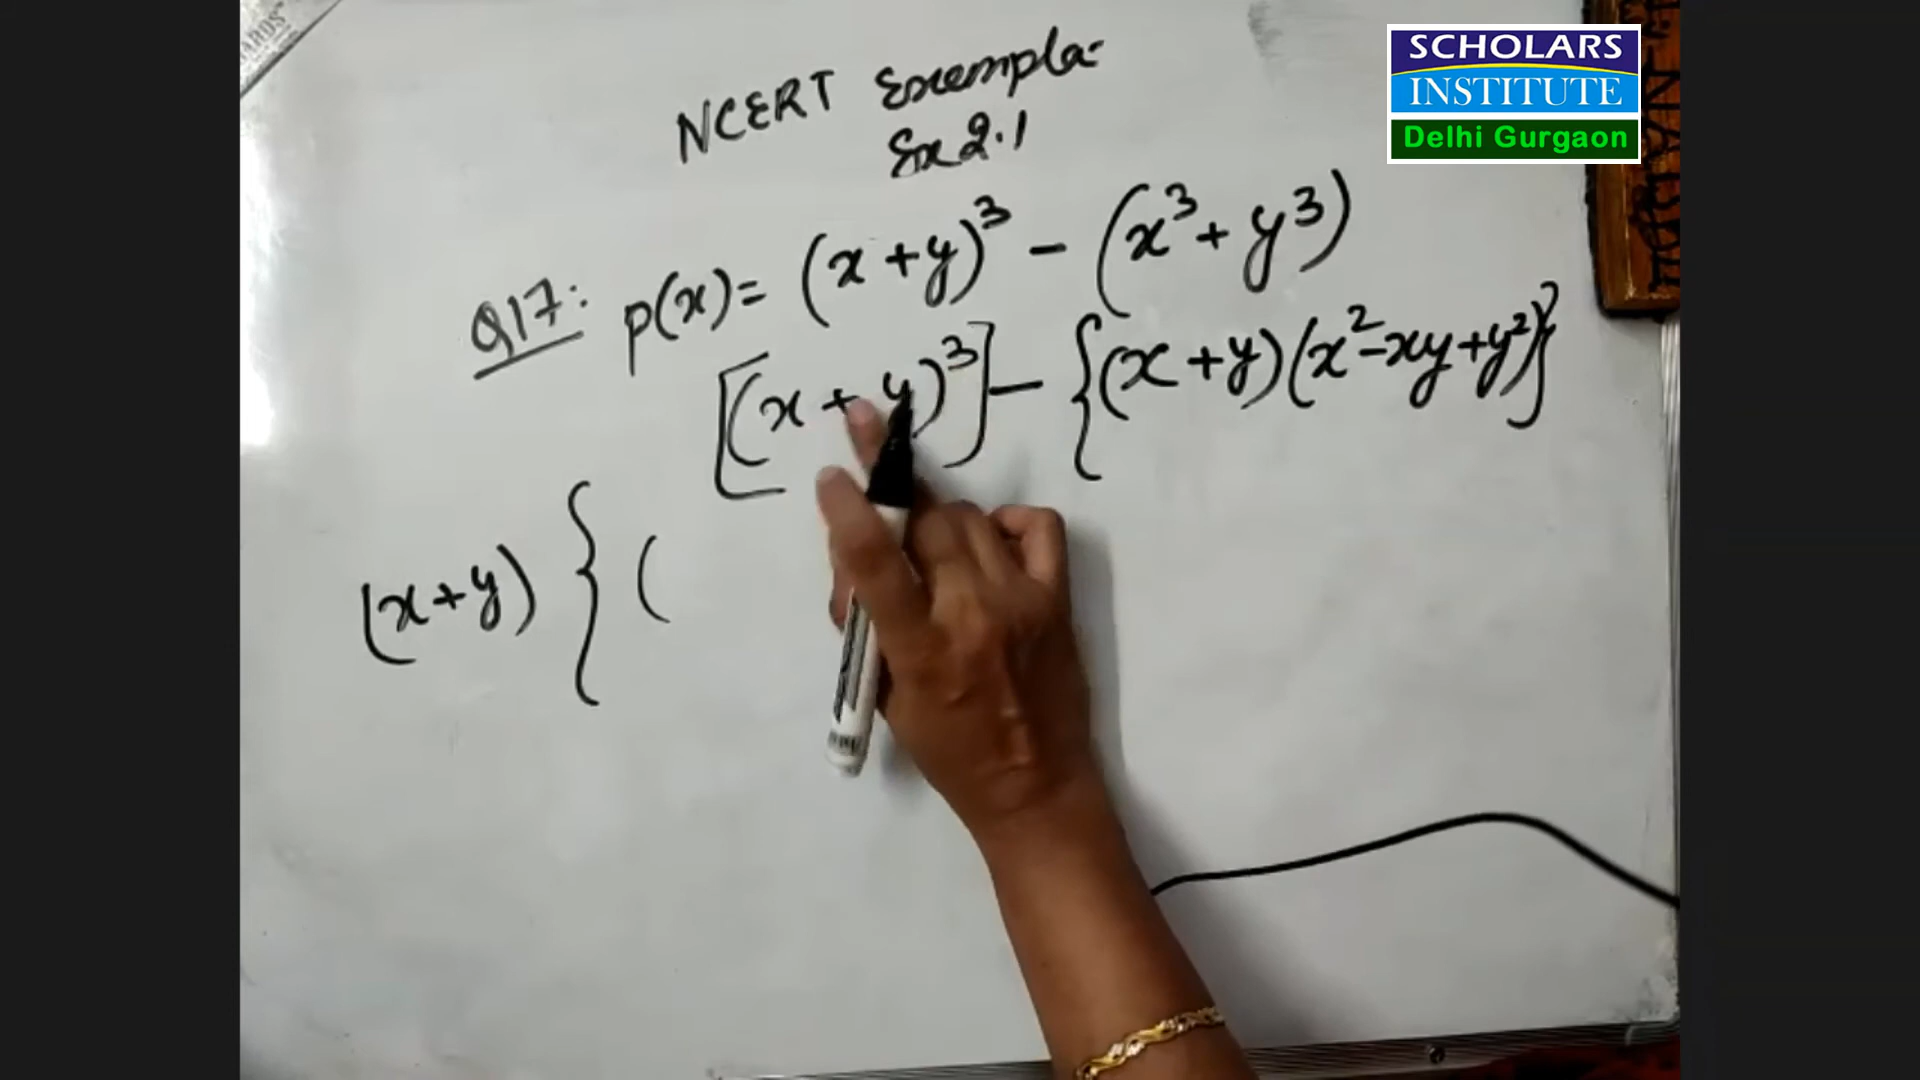 SCHOLARS
INSTITUTE
Delhi Gurgaon
NCERT Exempla.
Ex 2.1
Q17: p(x)= (x+y)³ - (x³+y³)
[(x+y)³] - {(x+y)(x²-xy+y²)}
(x+y) { (